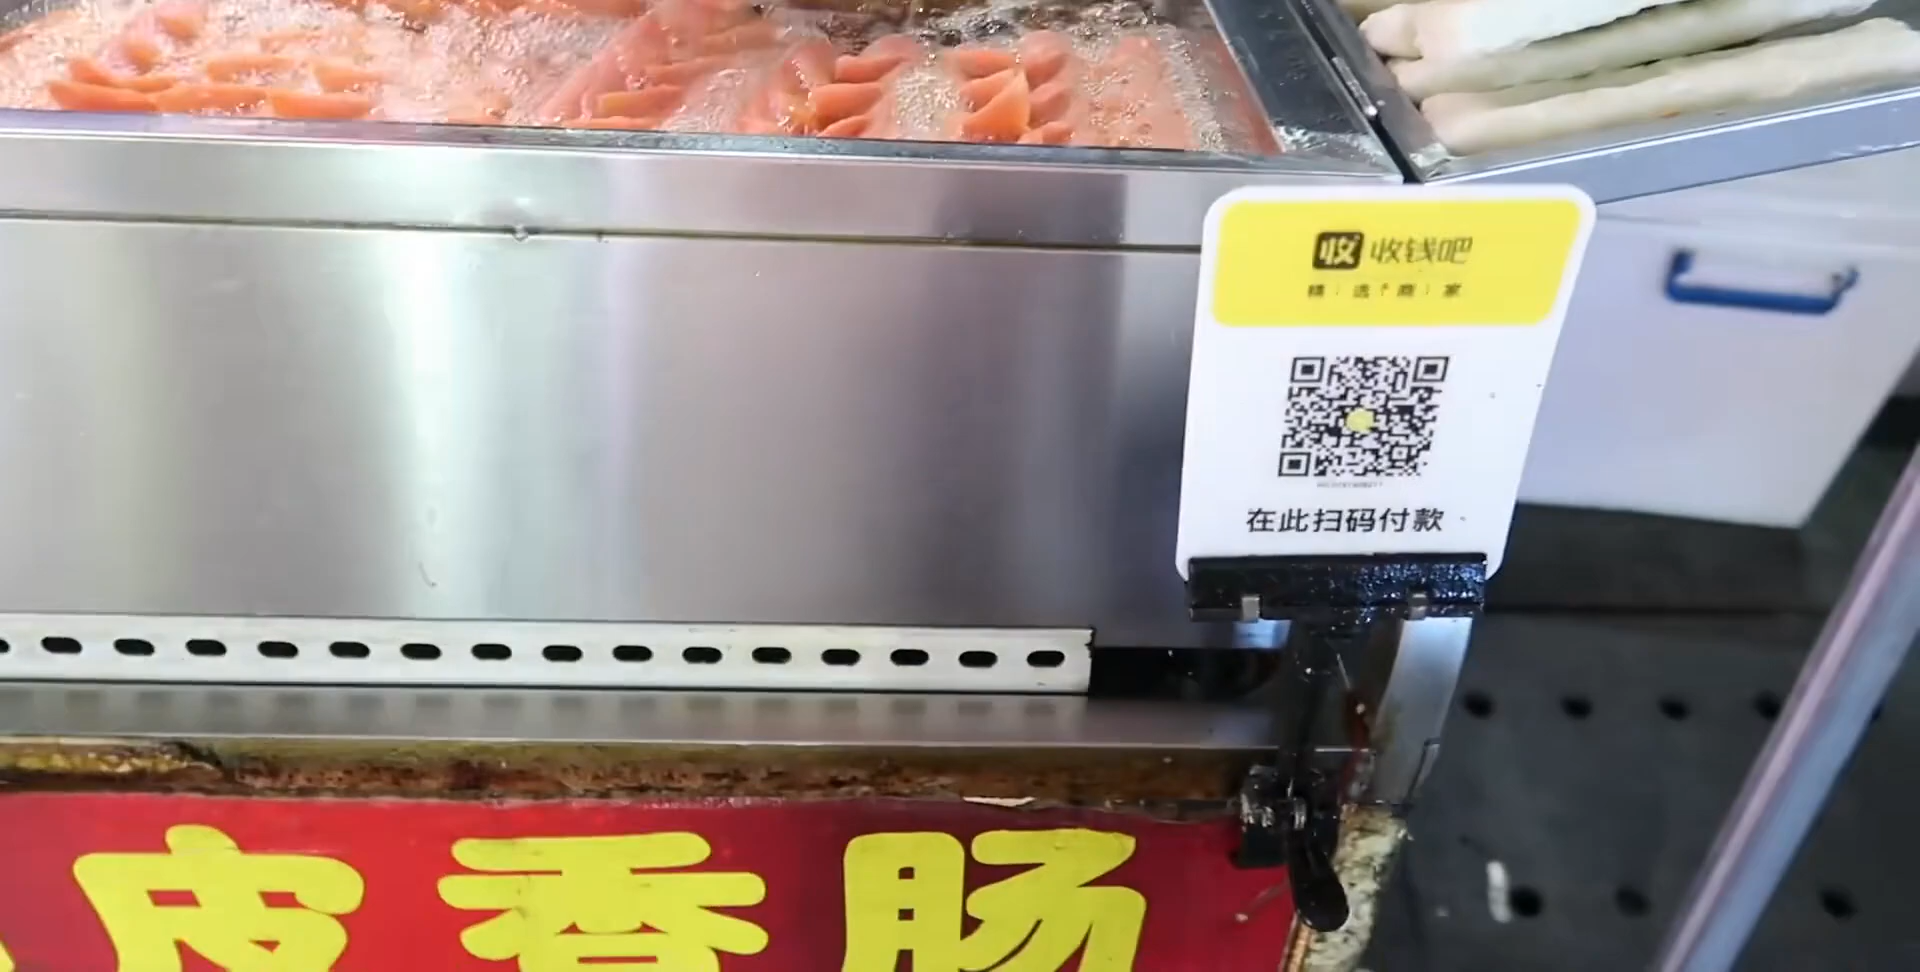 收 收钱吧
精 选 商 家
在此扫码付款
皮香肠